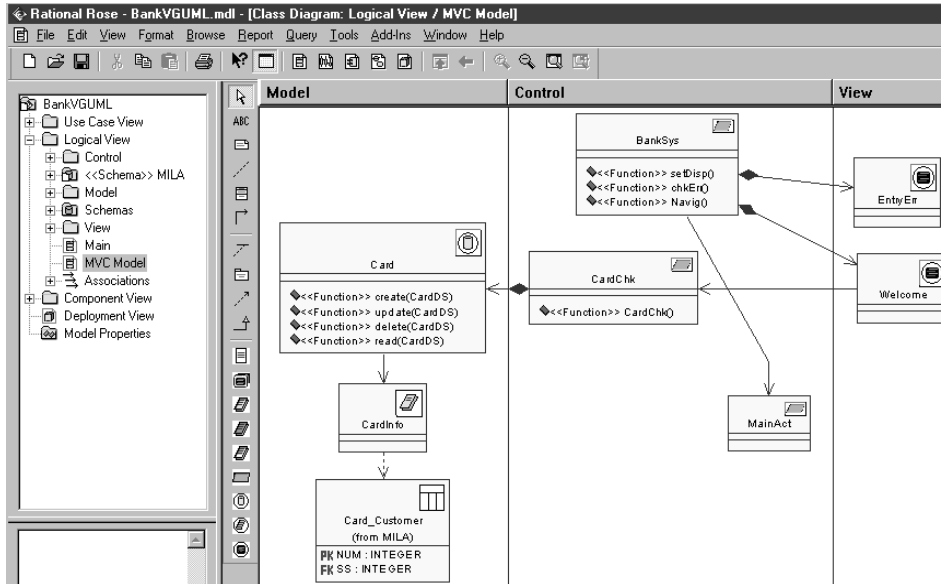 Rational Rose - BankVGUML.mdl - [Class Diagram: Logical View / MVC Model]
File Edit View Format Browse Report Query Tools Add-Ins Window Help
BankVGUML
Use Case View
Logical View
Control
<<Schema>> MILA
Model
Schemas
View
Main
MVC Model
Associations
Component View
Deployment View
Model Properties
ABC
Model
Control
View
BankSys
<<Function>> setDisp()
<<Function>> chkErr()
<<Function>> Navig()
EntryErr
Card
<<Function>> create(CardDS)
<<Function>> update(CardDS)
<<Function>> delete(CardDS)
<<Function>> read(CardDS)
CardChk
<<Function>> CardChk()
Welcome
CardInfo
MainAct
Card_Customer
(from MILA)
PK NUM : INTEGER
FK SS : INTEGER